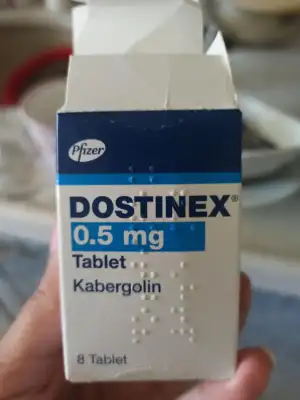 Pfizer
DOSTINEX®
0.5 mg
Tablet
Kabergolin
8 Tablet